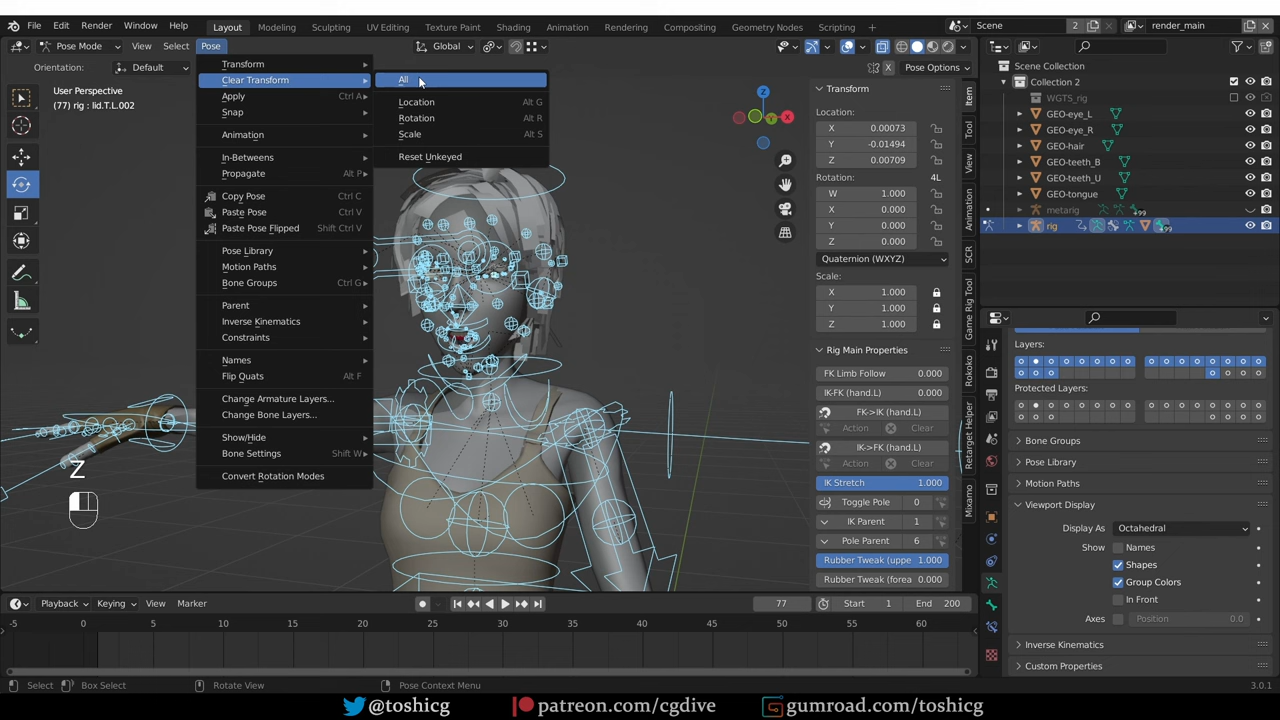 File Edit Render Window Help Layout Modeling Sculpting UV Editing Texture Paint Shading Animation Rendering Compositing Geometry Nodes Scripting + Scene 2 render_main
Pose Mode View Select Pose Global
Orientation: Default X Pose Options
User Perspective
(77) rig : lid.T.L.002
Transform
Clear Transform
Apply Ctrl A
Snap
Animation
In-Betweens
Propagate Alt P
Copy Pose Ctrl C
Paste Pose Ctrl V
Paste Pose Flipped Shift Ctrl V
Pose Library
Motion Paths
Bone Groups Ctrl G
Parent
Inverse Kinematics
Constraints
Names
Flip Quats Alt F
Change Armature Layers...
Change Bone Layers...
Show/Hide
Bone Settings Shift W
Convert Rotation Modes
All
Location Alt G
Rotation Alt R
Scale Alt S
Reset Unkeyed
Z
Z
X
Y
Transform
Location:
X 0.00073
Y -0.01494
Z 0.00709
Rotation: 4L
W 1.000
X 0.000
Y 0.000
Z 0.000
Quaternion (WXYZ)
Scale:
X 1.000
Y 1.000
Z 1.000
Rig Main Properties
FK Limb Follow 0.000
IK-FK (hand.L) 0.000
FK->IK (hand.L)
Action Clear
IK->FK (hand.L)
Action Clear
IK Stretch 1.000
Toggle Pole 0
IK Parent 1
Pole Parent 6
Rubber Tweak (uppe 1.000
Rubber Tweak (forea 0.000
Item
Tool
View
Animation
SCR
Game Rig Tool
Rokoko
Retarget Helper
Mixamo
Scene Collection
Collection 2
WGTS_rig
GEO-eye_L
GEO-eye_R
GEO-hair
GEO-teeth_B
GEO-teeth_U
GEO-tongue
metarig 99
rig 99
Layers:
Protected Layers:
Bone Groups
Pose Library
Motion Paths
Viewport Display
Display As Octahedral
Show Names
Shapes
Group Colors
In Front
Axes Position 0.0
Inverse Kinematics
Custom Properties
Playback Keying View Marker 77 Start 1 End 200
-5 0 5 10 15 20 25 30 35 40 45 50 55 60
Select Box Select Rotate View Pose Context Menu 3.0.1
@toshicg patreon.com/cgdive gumroad.com/toshicg